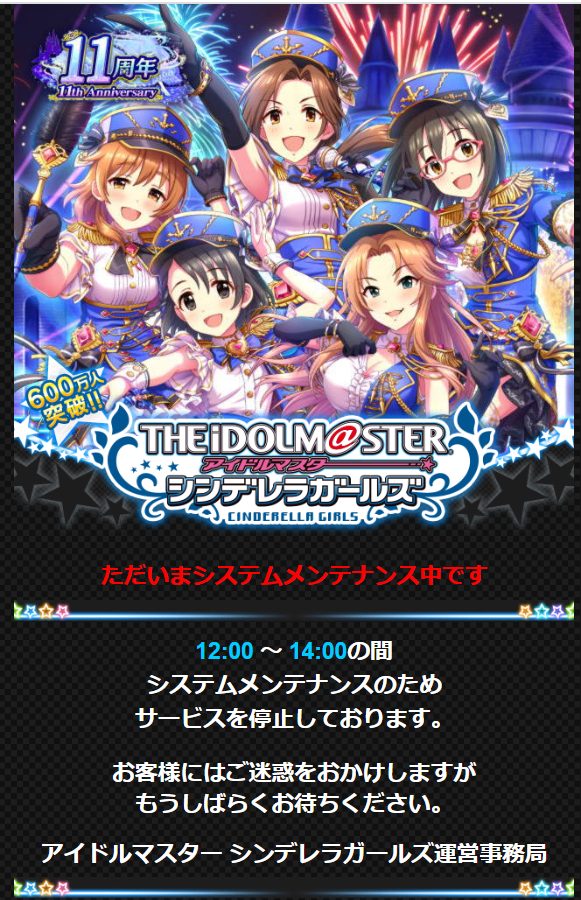 11周年
11th Anniversary
600万人
突破!!
THE iDOLM@STER
アイドルマスター
シンデレラガールズ
CINDERELLA GIRLS
ただいまシステムメンテナンス中です
12:00 ～ 14:00の間
システムメンテナンスのため
サービスを停止しております。
お客様にはご迷惑をおかけしますが
もうしばらくお待ちください。
アイドルマスター シンデレラガールズ運営事務局